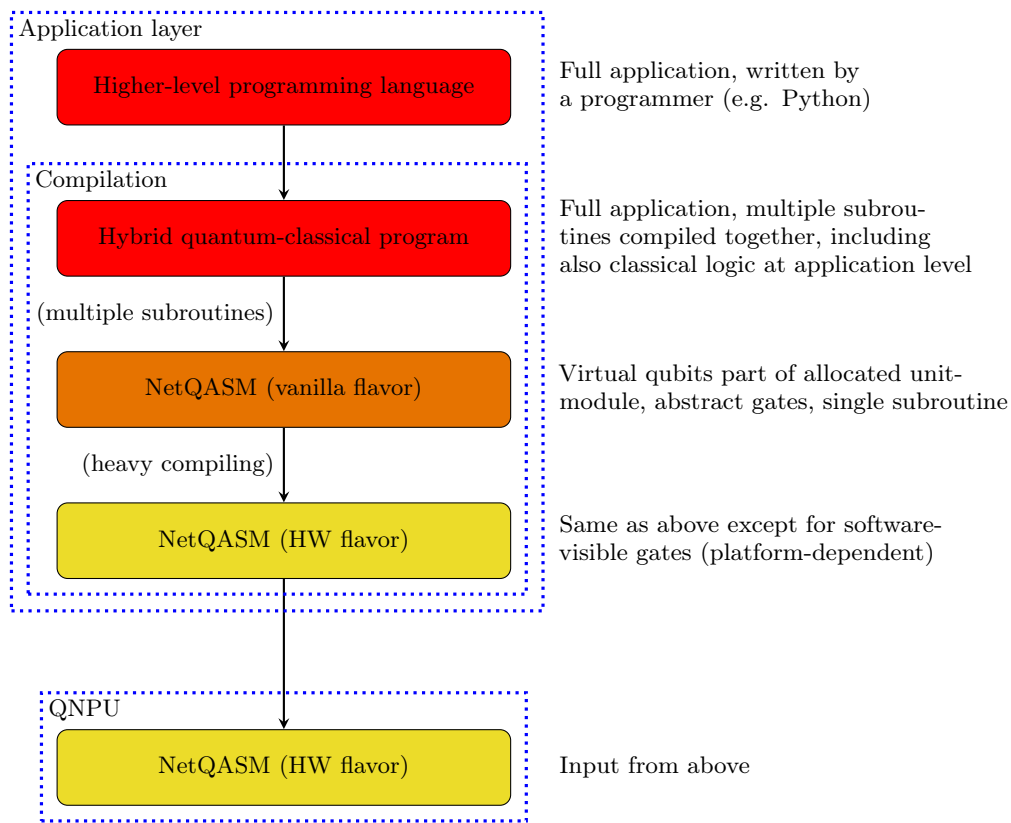 Application layer
Higher-level programming language
Full application, written by
a programmer (e.g. Python)
Compilation
Hybrid quantum-classical program
Full application, multiple subrou-
tines compiled together, including
also classical logic at application level
(multiple subroutines)
NetQASM (vanilla flavor)
Virtual qubits part of allocated unit-
module, abstract gates, single subroutine
(heavy compiling)
NetQASM (HW flavor)
Same as above except for software-
visible gates (platform-dependent)
QNPU
NetQASM (HW flavor)
Input from above